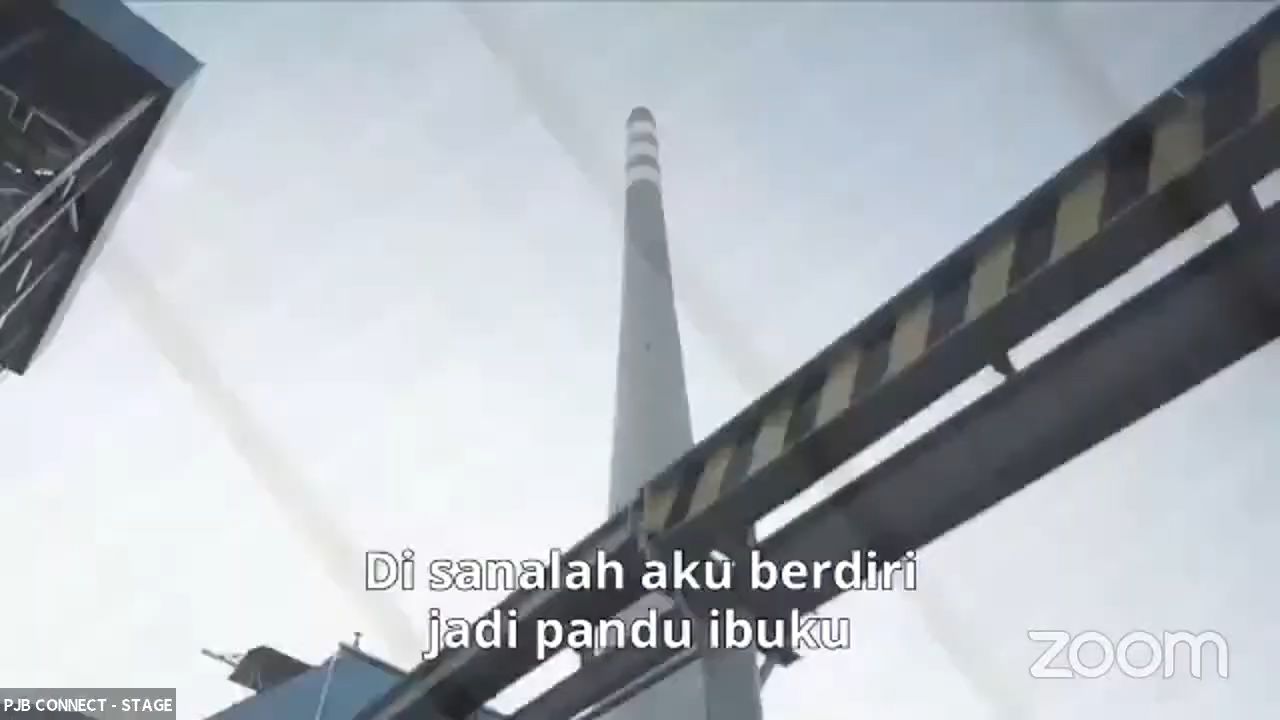 Di sanalah aku berdiri
jadi pandu ibuku
zoom
PJB CONNECT - STAGE